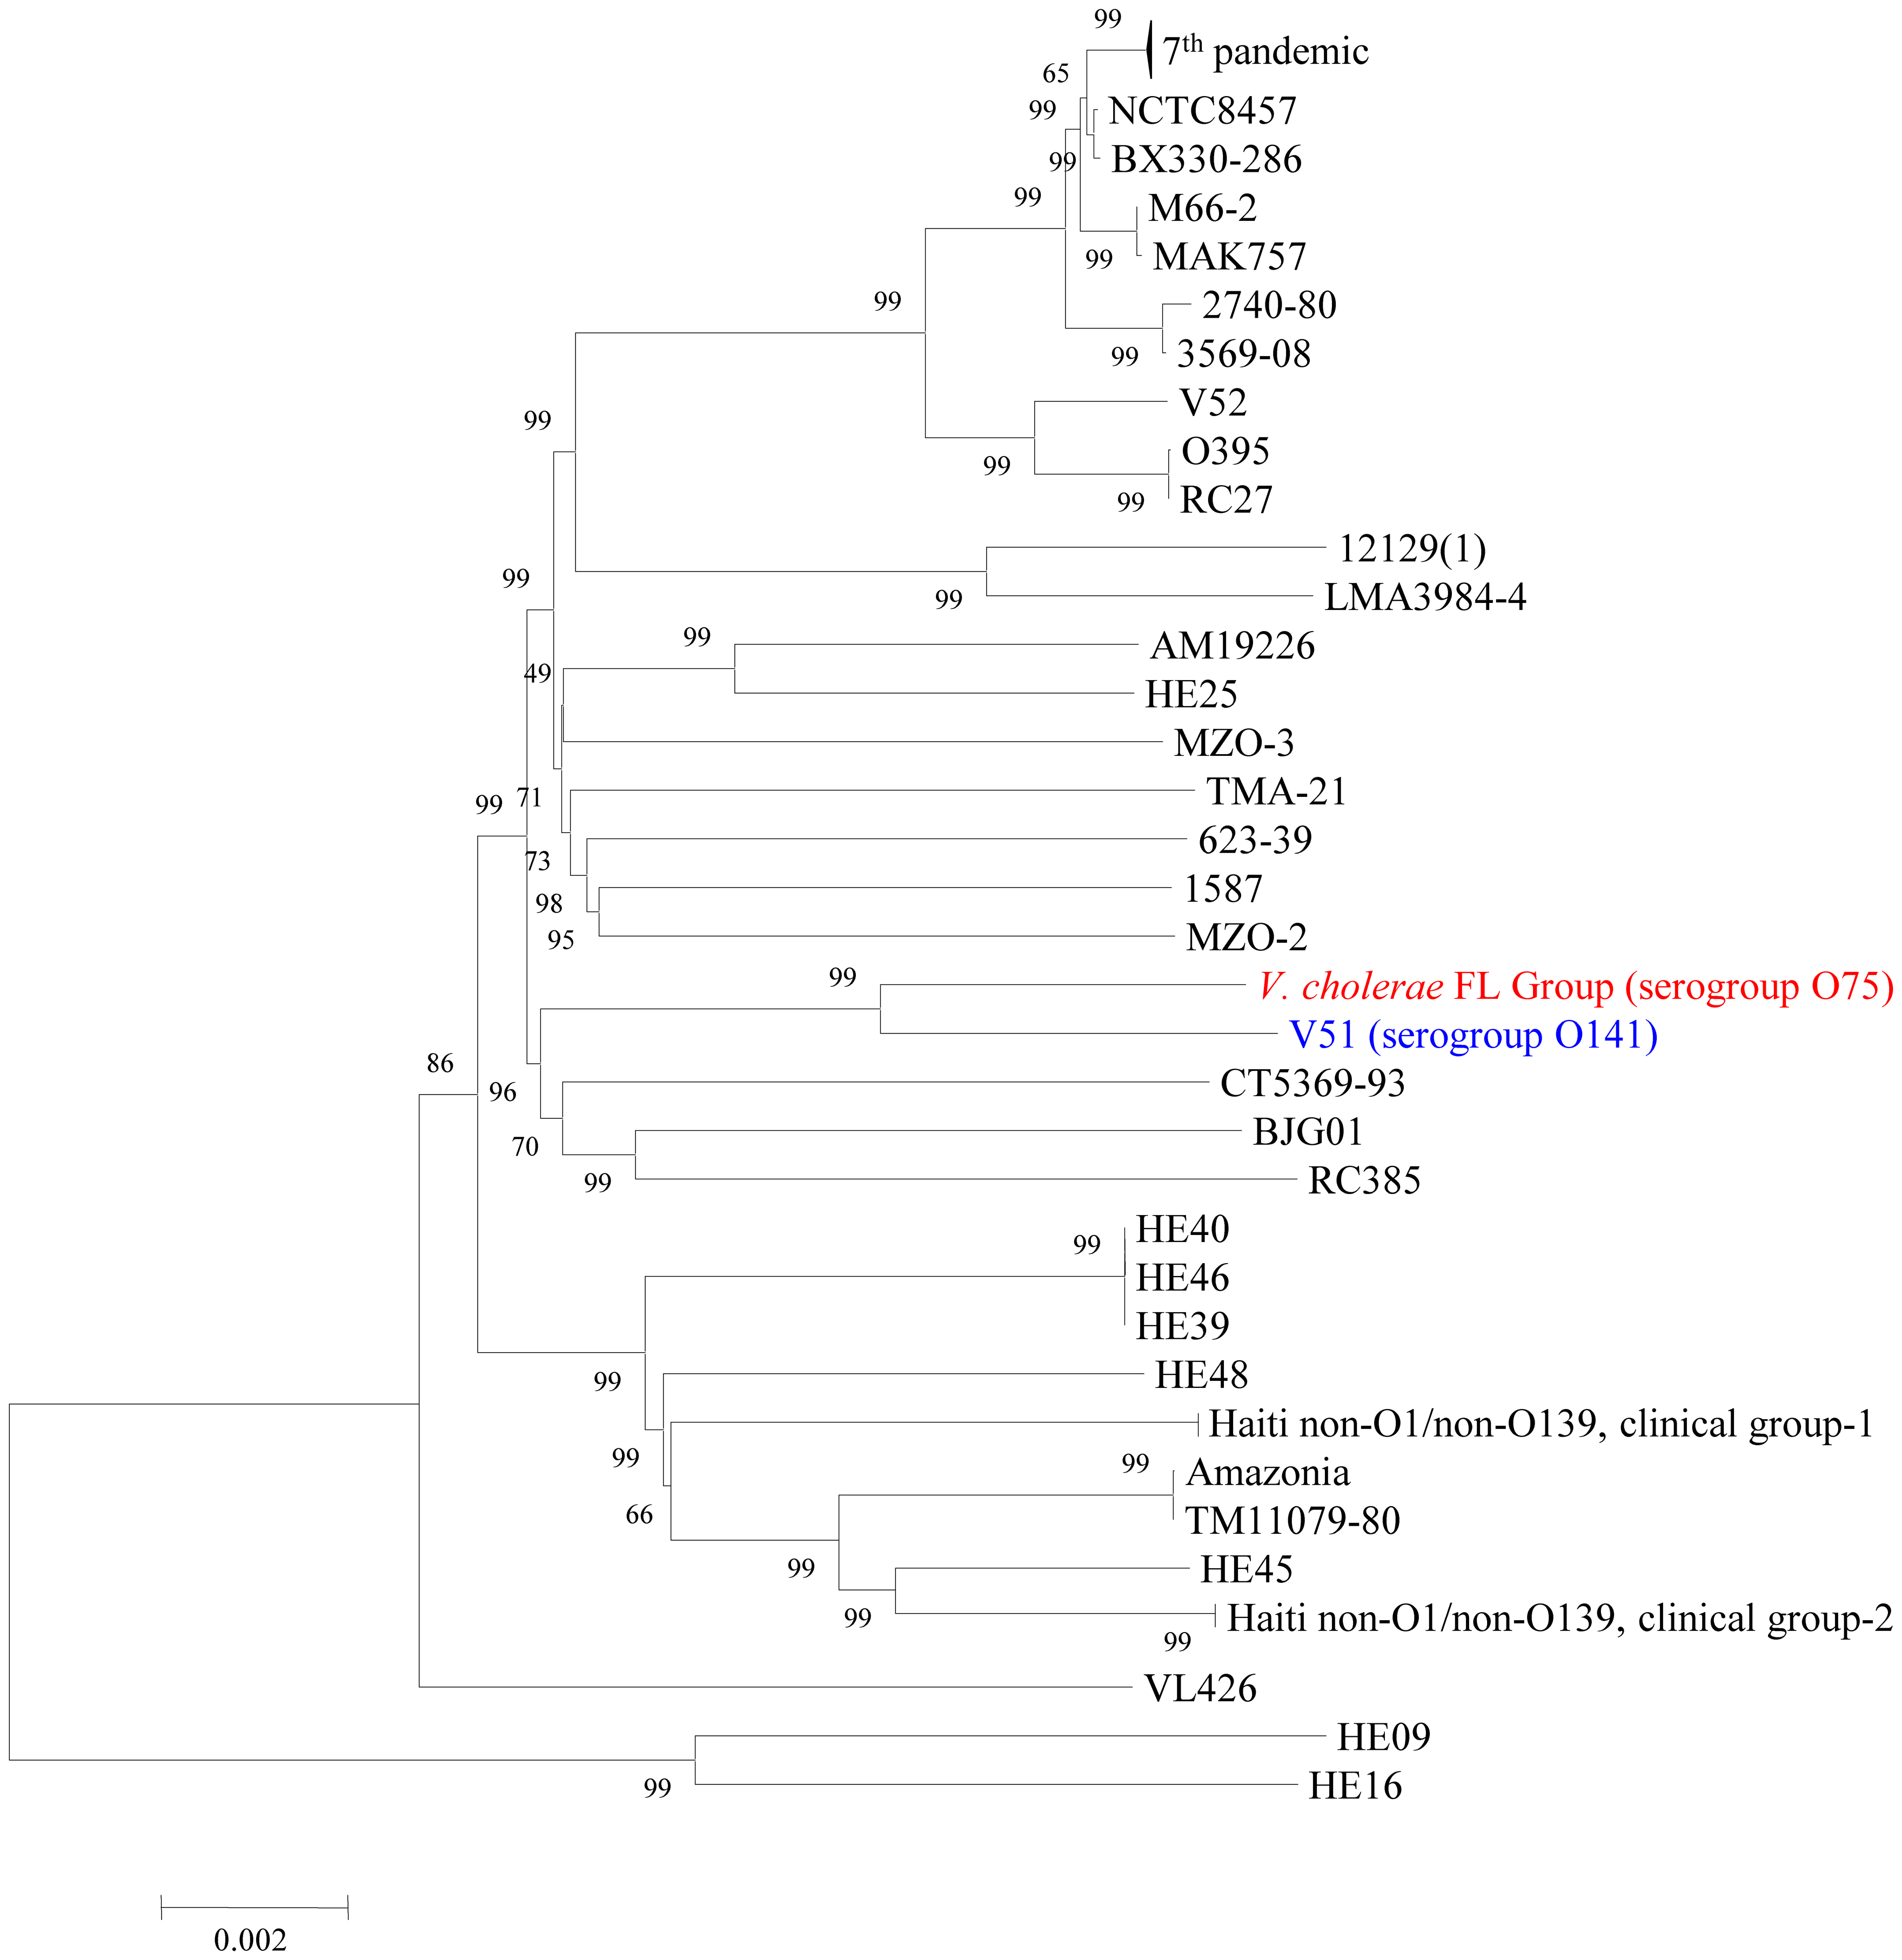 99
7th pandemic
65
99
NCTC8457
99
BX330-286
99
M66-2
99
MAK757
99
2740-80
99
3569-08
V52
99
O395
99
RC27
99
12129(1)
99
LMA3984-4
99
99
AM19226
49
HE25
MZO-3
99
71
TMA-21
73
623-39
98
1587
95
MZO-2
99
V. cholerae FL Group (serogroup O75)
V51 (serogroup O141)
86
96
CT5369-93
70
BJG01
99
RC385
99
HE40
HE46
HE39
99
HE48
99
Haiti non-O1/non-O139, clinical group-1
66
99
Amazonia
TM11079-80
99
HE45
99
Haiti non-O1/non-O139, clinical group-2
99
VL426
HE09
99
HE16
0.002